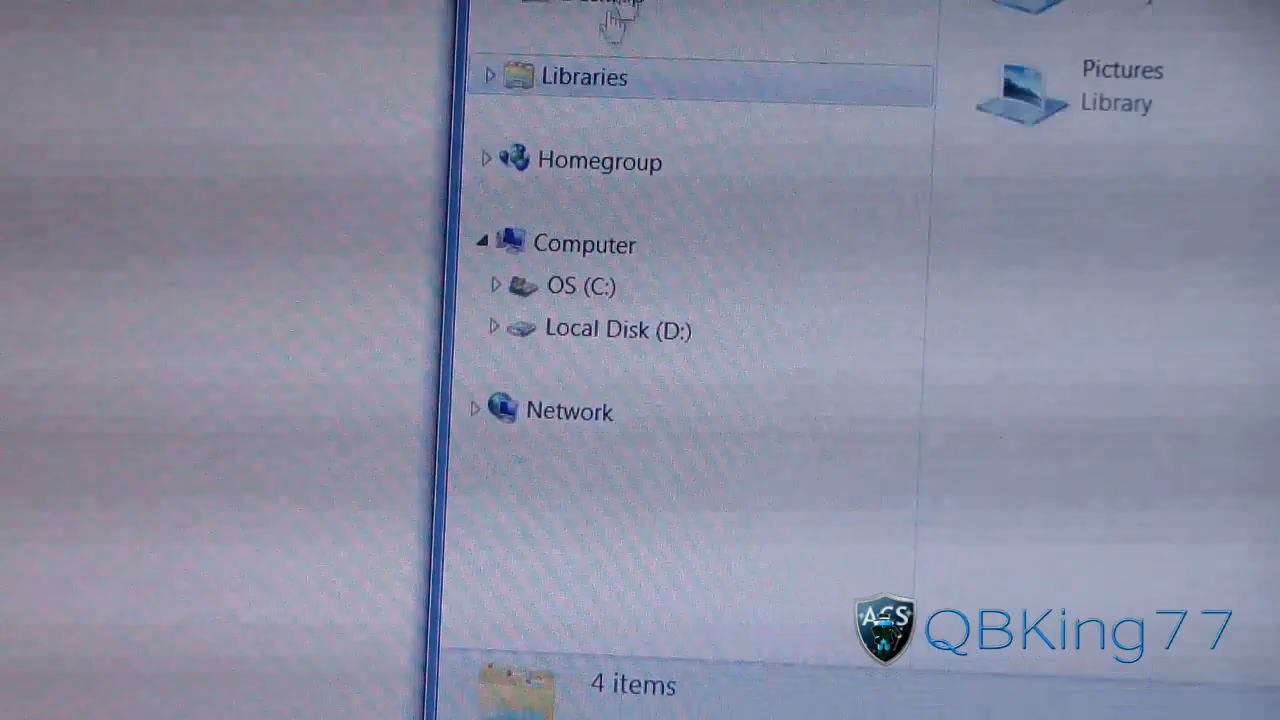 Libraries
Pictures
Library
Homegroup
Computer
OS (C:)
Local Disk (D:)
Network
ACS
QBKing77
4 items